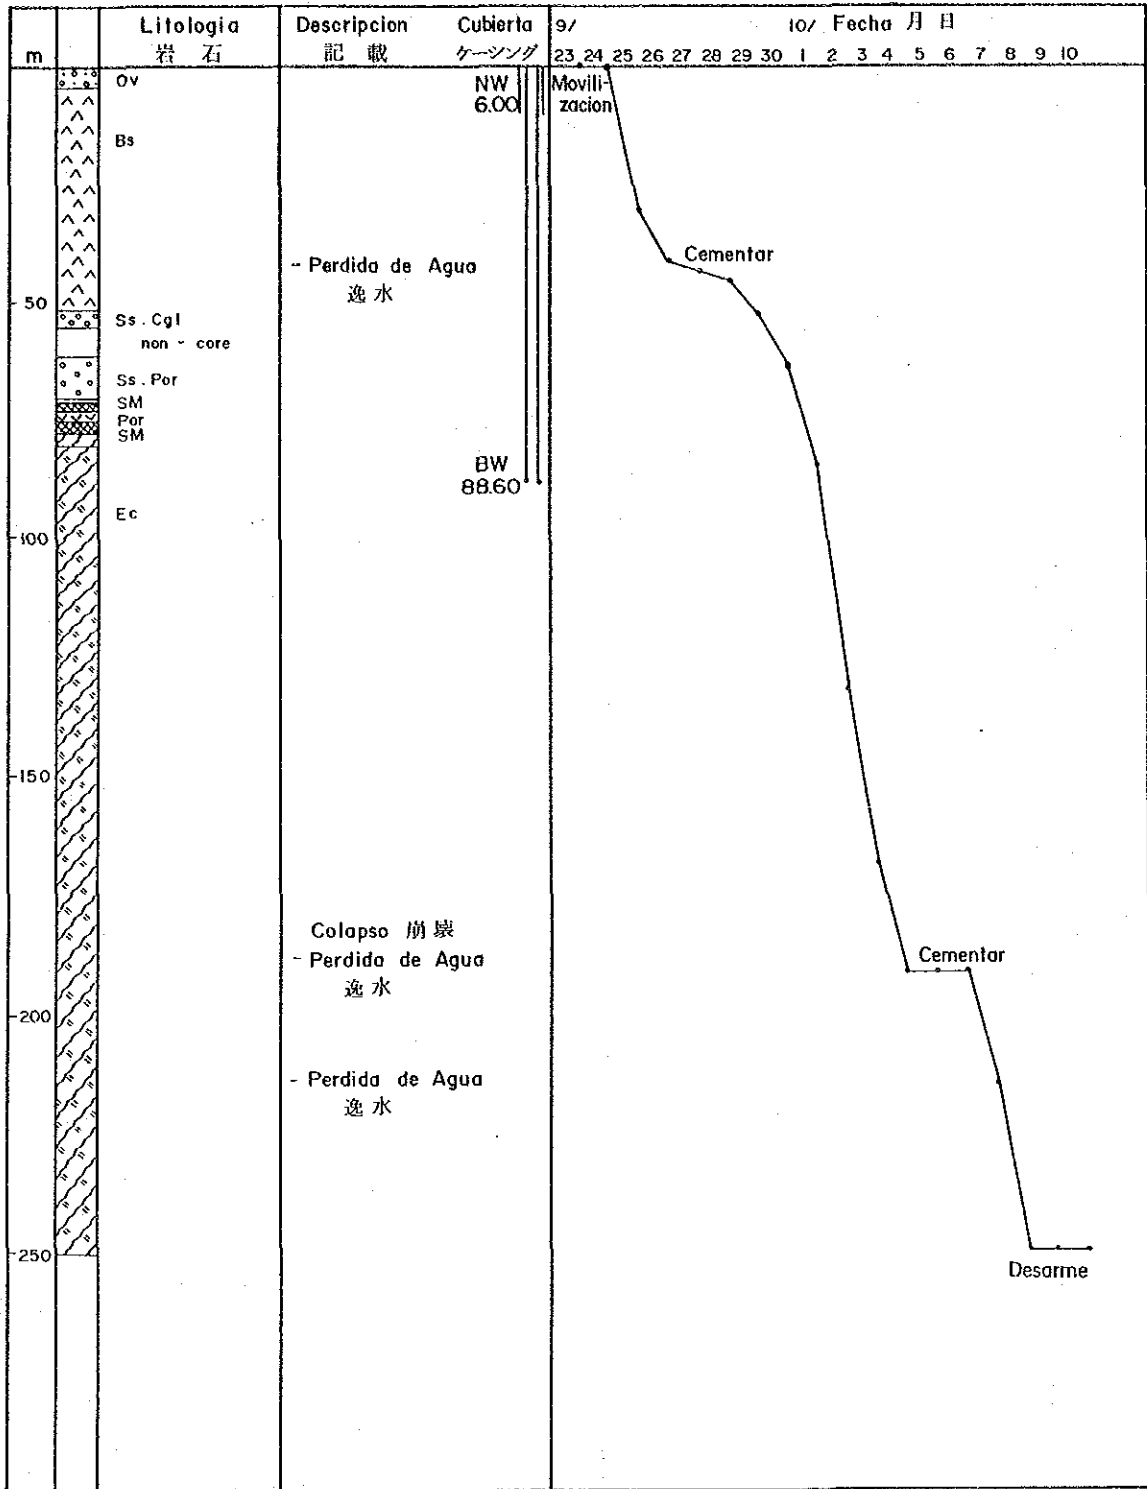 Litologia Descripcion Cubierta 9/ 10/ Fecha 月 日
m 岩 石 記 載 ケーシング 23 24 25 26 27 28 29 30 1 2 3 4 5 6 7 8 9 10
Ov NW Movili-
6.00 zacion
Bs
Cementar
- Perdida de Agua
逸 水
50
Ss . Cgl
non - core
Ss . Por
SM
Por
SM
BW
88.60
Ec
100
150
Colapso 崩 壊
- Perdida de Agua Cementar
逸 水
200
- Perdida de Agua
逸 水
250
Desarme